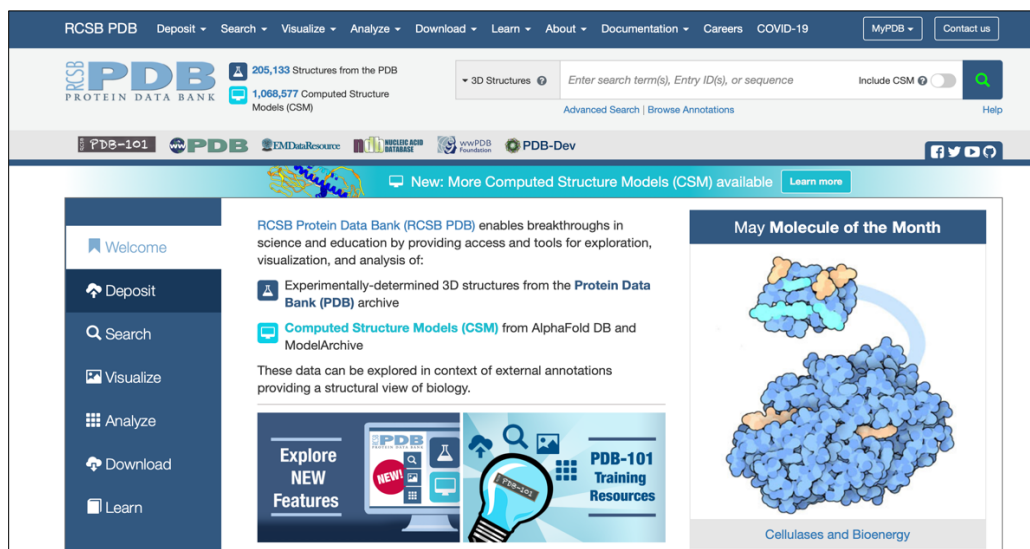 RCSB PDB Deposit Search Visualize Analyze Download Learn About Documentation Careers COVID-19 MyPDB Contact us
RCSB PDB
PROTEIN DATA BANK
205,133 Structures from the PDB
1,068,577 Computed Structure
Models (CSM)
3D Structures Enter search term(s), Entry ID(s), or sequence Include CSM
Advanced Search | Browse Annotations Help
PDB-101 PDB EMDataResource NUCLEIC ACID DATABASE wwPDB Foundation PDB-Dev
New: More Computed Structure Models (CSM) available Learn more
Welcome
Deposit
Search
Visualize
Analyze
Download
Learn
RCSB Protein Data Bank (RCSB PDB) enables breakthroughs in
science and education by providing access and tools for exploration,
visualization, and analysis of:
Experimentally-determined 3D structures from the Protein Data
Bank (PDB) archive
Computed Structure Models (CSM) from AlphaFold DB and
ModelArchive
These data can be explored in context of external annotations
providing a structural view of biology.
Explore
NEW
Features
PDB
NEW!
PDB-101
PDB-101
Training
Resources
May Molecule of the Month
Cellulases and Bioenergy